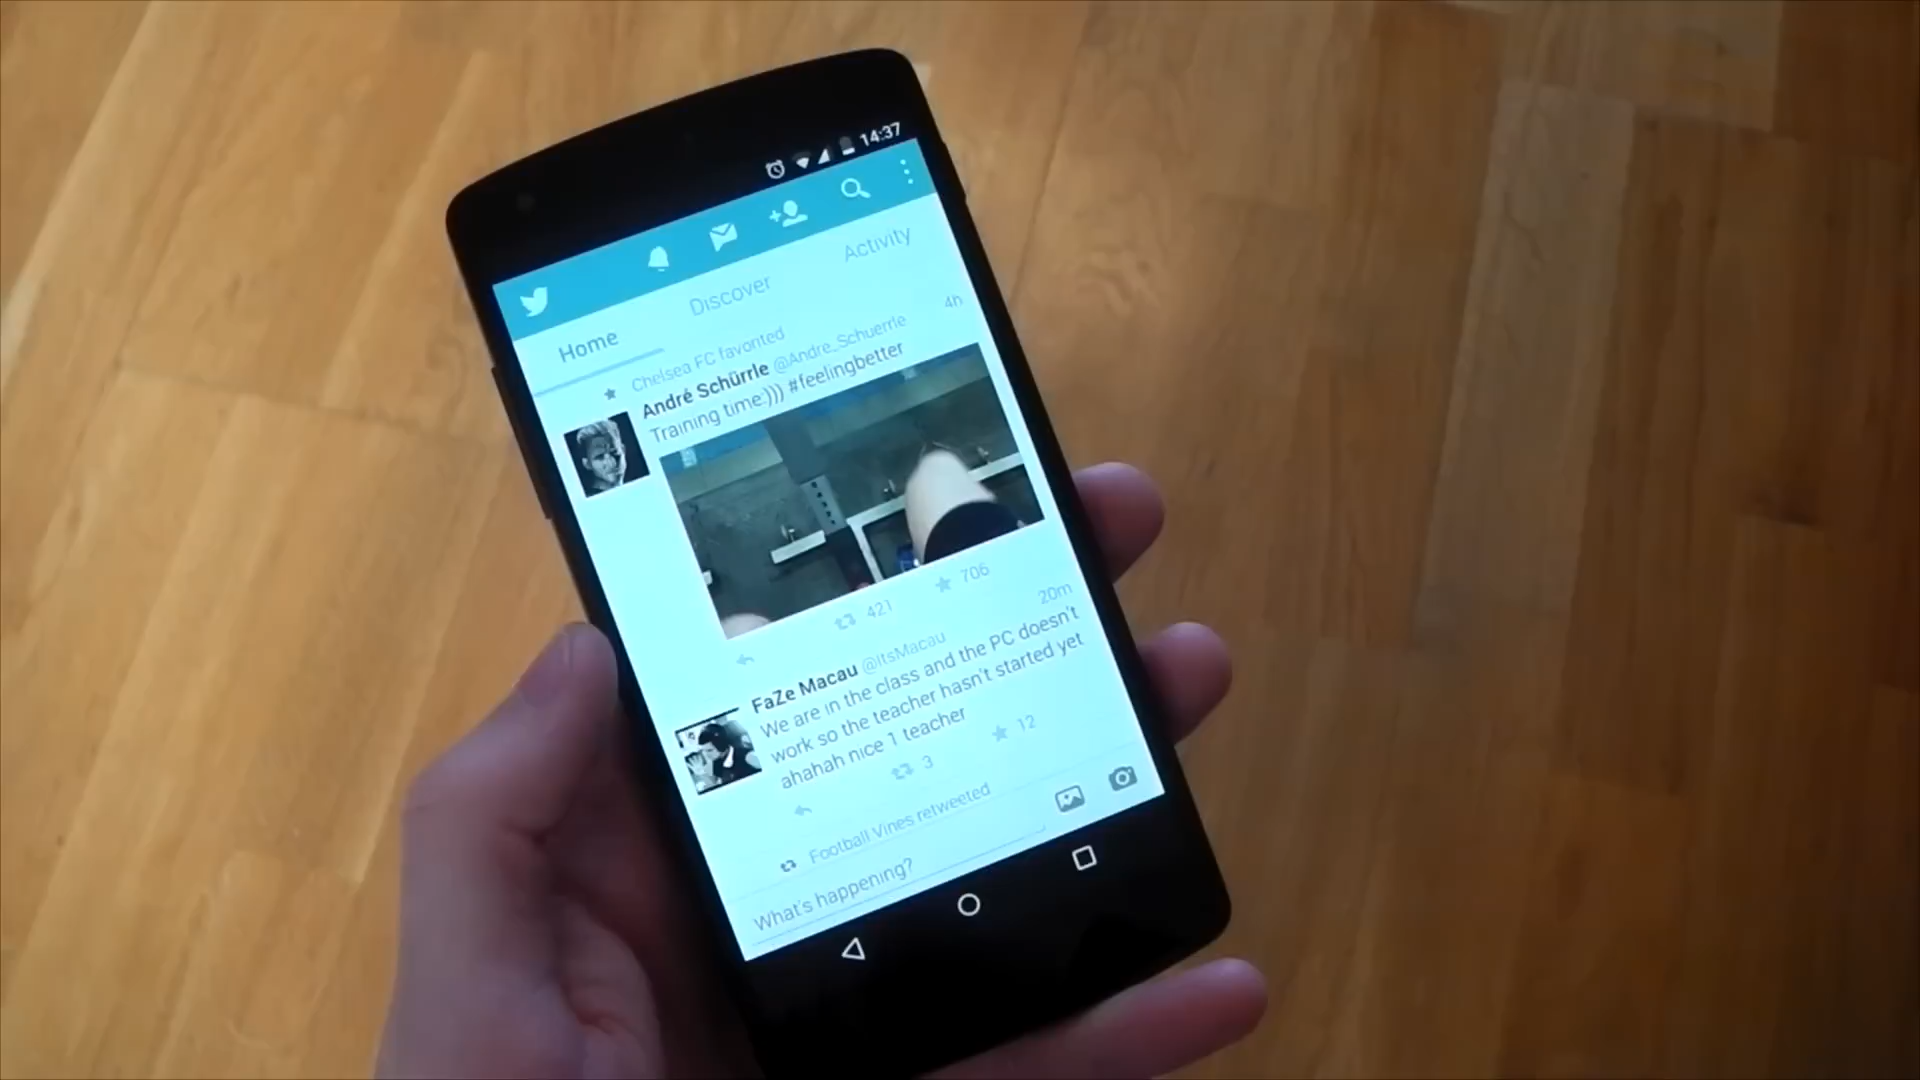 14:37
Home
Discover
Activity
Chelsea FC favorited
André Schürrle @Andre_Schuerrle 4h
Training time:))) #feelingbetter
421 706
FaZe Macau @ItsMacau 20m
We are in the class and the PC doesn't
work so the teacher hasn't started yet
ahahah nice 1 teacher
3 12
Football Vines retweeted
What's happening?